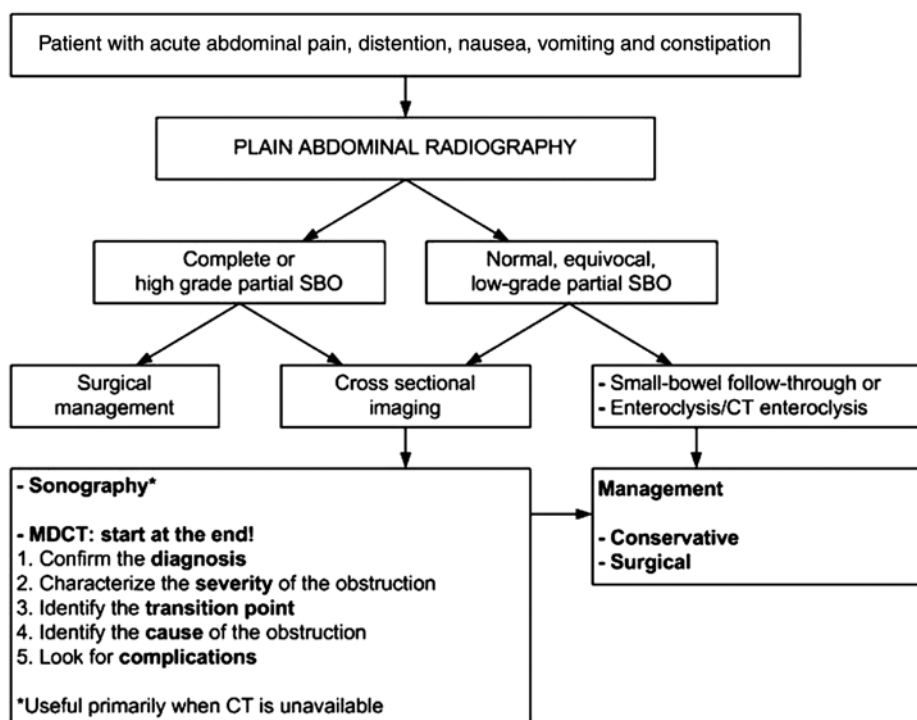 Patient with acute abdominal pain, distention, nausea, vomiting and constipation
PLAIN ABDOMINAL RADIOGRAPHY
Complete or
high grade partial SBO
Normal, equivocal,
low-grade partial SBO
Surgical
management
Cross sectional
imaging
- Small-bowel follow-through or
- Enteroclysis/CT enteroclysis
- Sonography*
- MDCT: start at the end!
1. Confirm the diagnosis
2. Characterize the severity of the obstruction
3. Identify the transition point
4. Identify the cause of the obstruction
5. Look for complications
*Useful primarily when CT is unavailable
Management
- Conservative
- Surgical